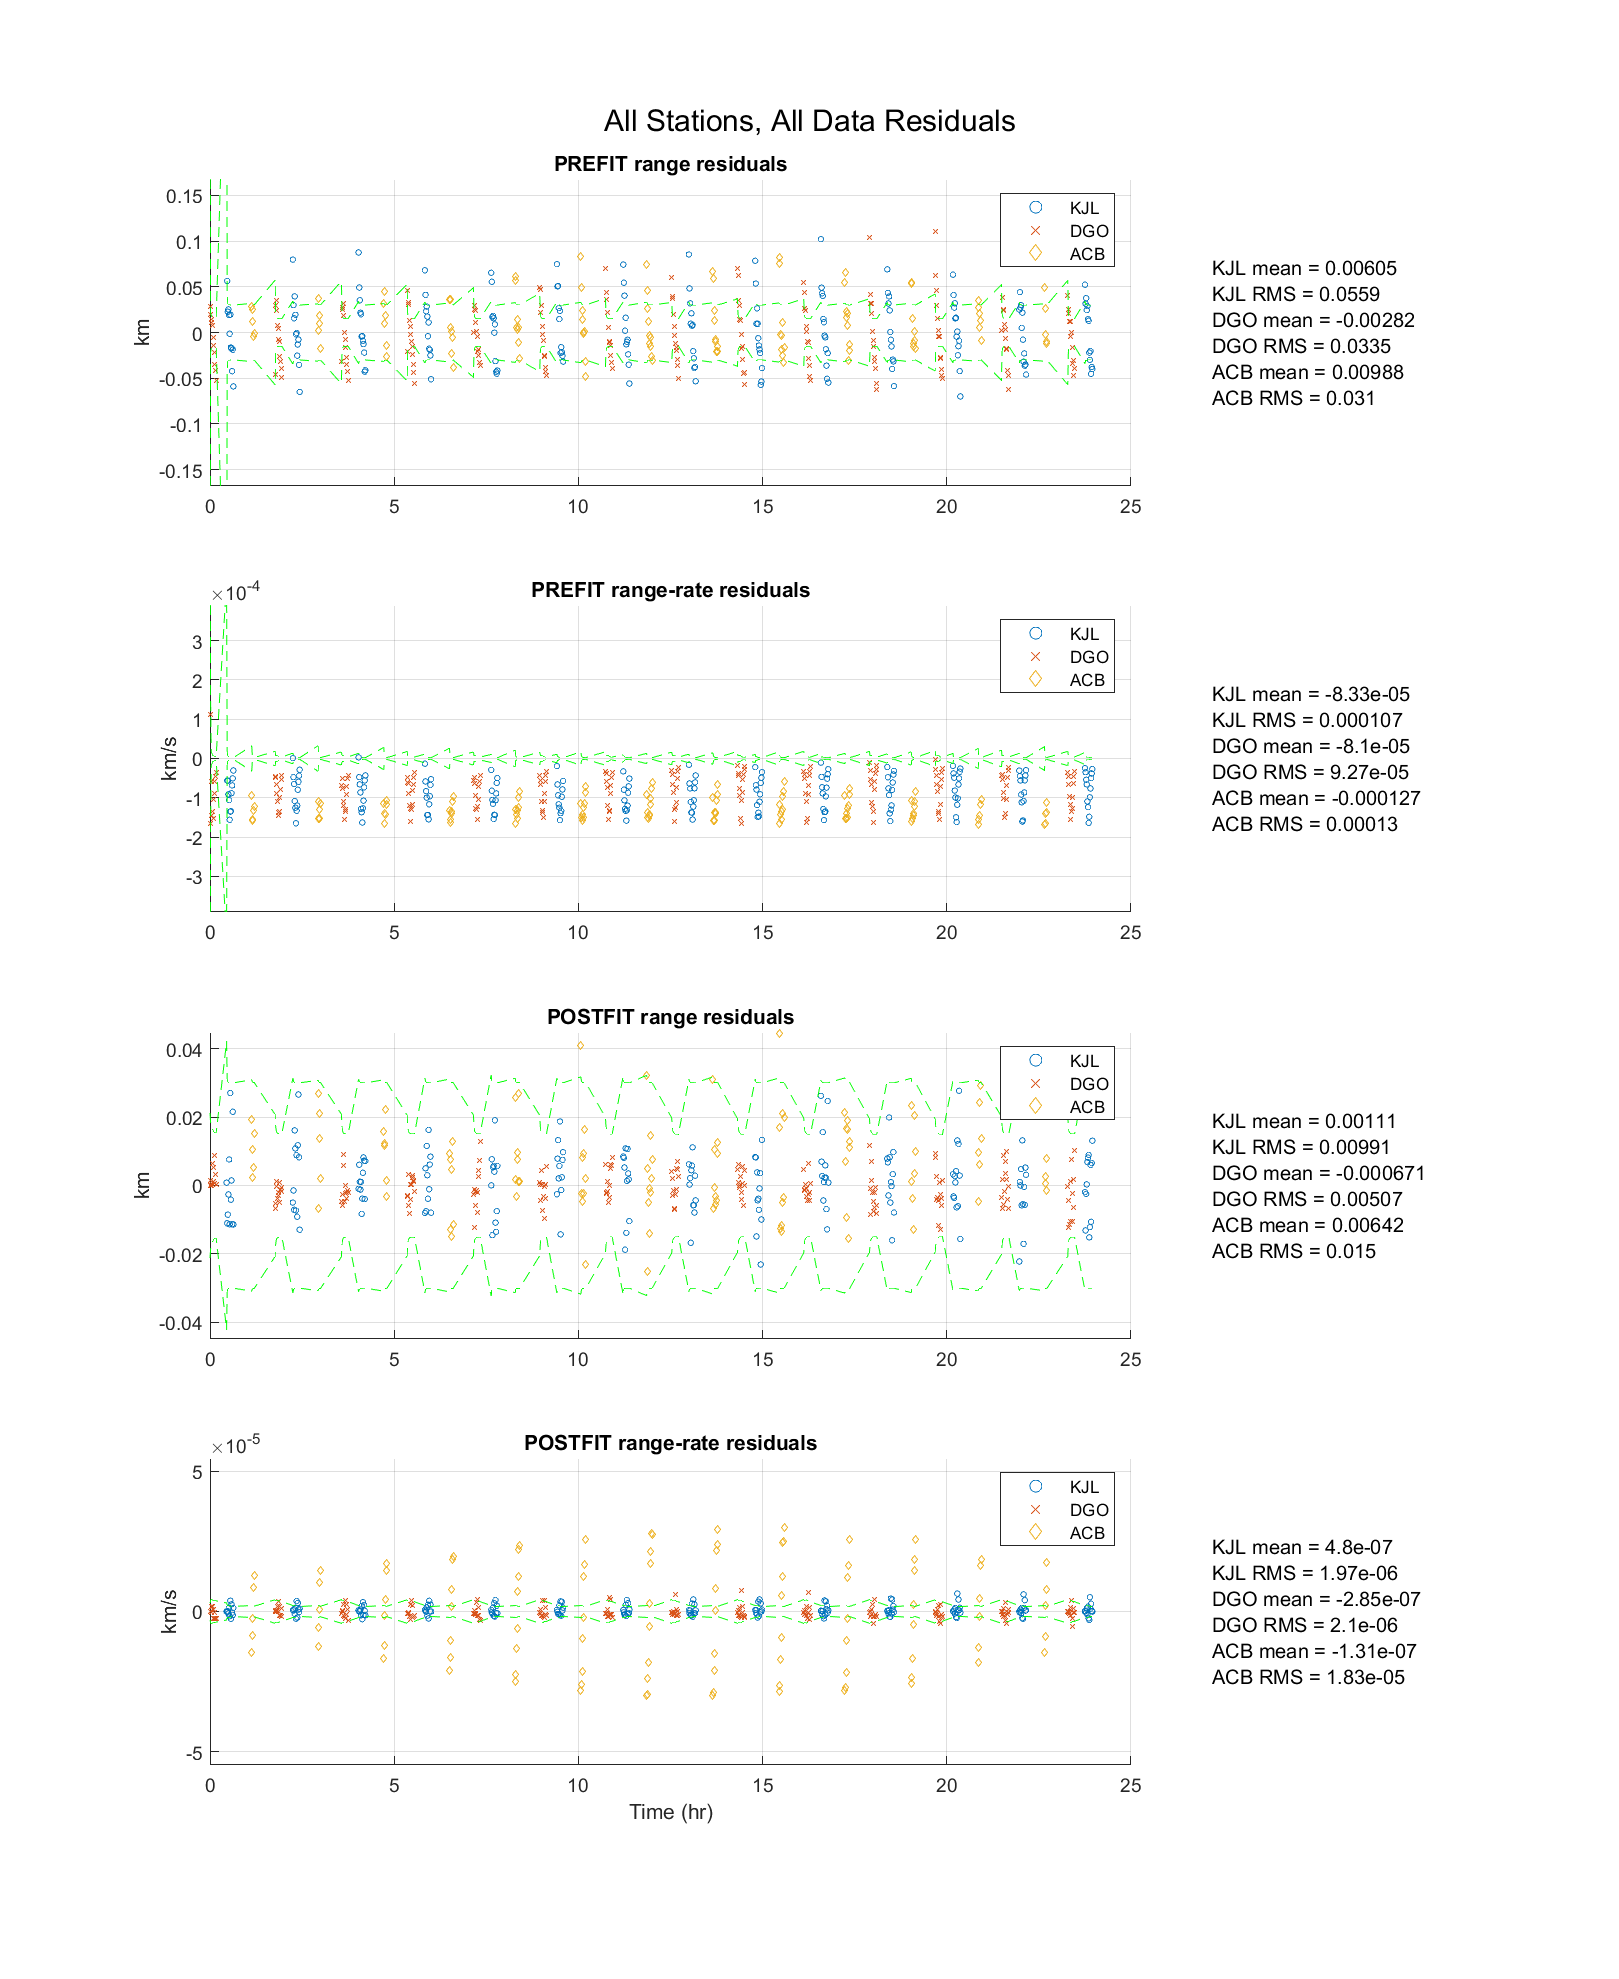 All Stations, All Data Residuals
PREFIT range residuals
0.15
0.1
0.05
0
-0.05
-0.1
-0.15
km
0 5 10 15 20 25
KJL
DGO
ACB
KJL mean = 0.00605
KJL RMS = 0.0559
DGO mean = -0.00282
DGO RMS = 0.0335
ACB mean = 0.00988
ACB RMS = 0.031
PREFIT range-rate residuals
×10-4
3
2
1
0
-1
-2
-3
km/s
0 5 10 15 20 25
KJL
DGO
ACB
KJL mean = -8.33e-05
KJL RMS = 0.000107
DGO mean = -8.1e-05
DGO RMS = 9.27e-05
ACB mean = -0.000127
ACB RMS = 0.00013
POSTFIT range residuals
0.04
0.02
0
-0.02
-0.04
km
0 5 10 15 20 25
KJL
DGO
ACB
KJL mean = 0.00111
KJL RMS = 0.00991
DGO mean = -0.000671
DGO RMS = 0.00507
ACB mean = 0.00642
ACB RMS = 0.015
POSTFIT range-rate residuals
×10-5
5
0
-5
km/s
0 5 10 15 20 25
Time (hr)
KJL
DGO
ACB
KJL mean = 4.8e-07
KJL RMS = 1.97e-06
DGO mean = -2.85e-07
DGO RMS = 2.1e-06
ACB mean = -1.31e-07
ACB RMS = 1.83e-05